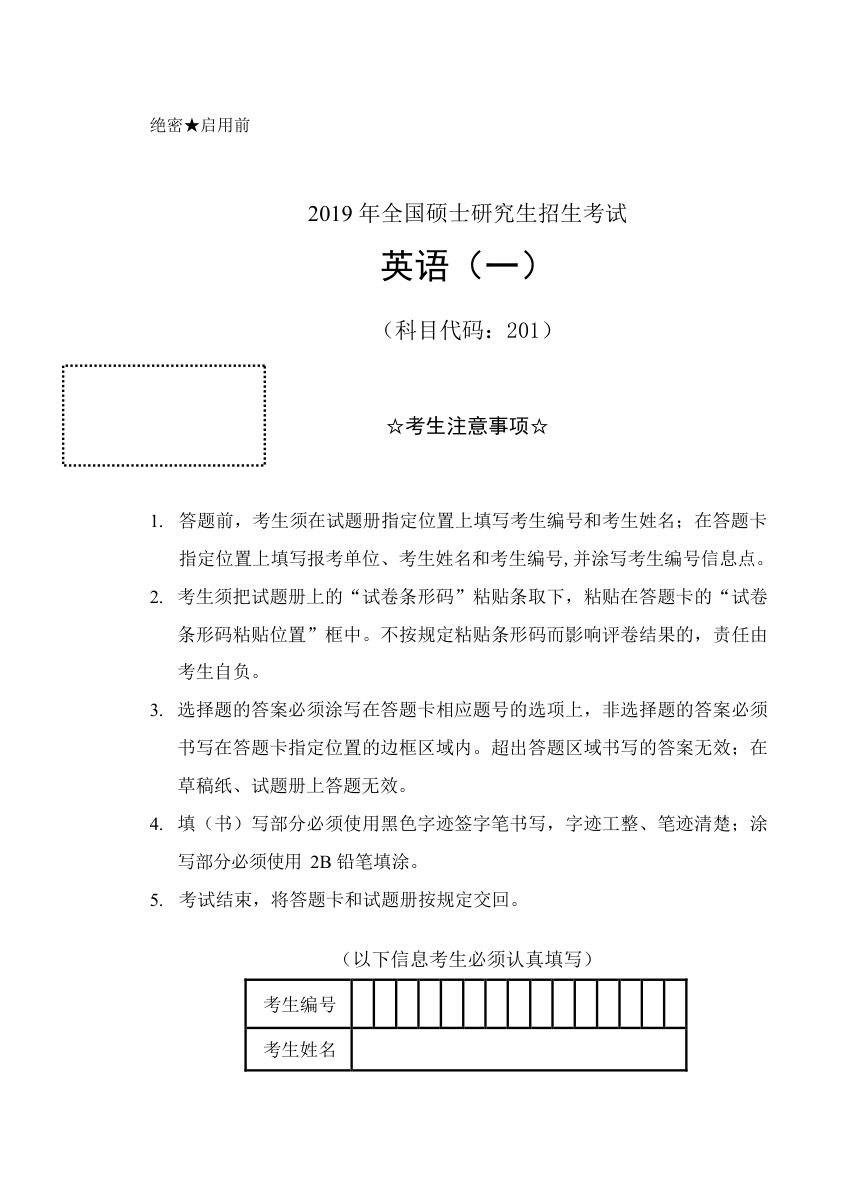 绝密★启用前
2019 年全国硕士研究生招生考试
英语（一）
（科目代码：201）
☆考生注意事项☆
1. 答题前，考生须在试题册指定位置上填写考生编号和考生姓名；在答题卡
指定位置上填写报考单位、考生姓名和考生编号,并涂写考生编号信息点。
2. 考生须把试题册上的“试卷条形码”粘贴条取下，粘贴在答题卡的“试卷
条形码粘贴位置”框中。不按规定粘贴条形码而影响评卷结果的，责任由
考生自负。
3. 选择题的答案必须涂写在答题卡相应题号的选项上，非选择题的答案必须
书写在答题卡指定位置的边框区域内。超出答题区域书写的答案无效；在
草稿纸、试题册上答题无效。
4. 填（书）写部分必须使用黑色字迹签字笔书写，字迹工整、笔迹清楚；涂
写部分必须使用 2B 铅笔填涂。
5. 考试结束，将答题卡和试题册按规定交回。
（以下信息考生必须认真填写）
考生编号
考生姓名